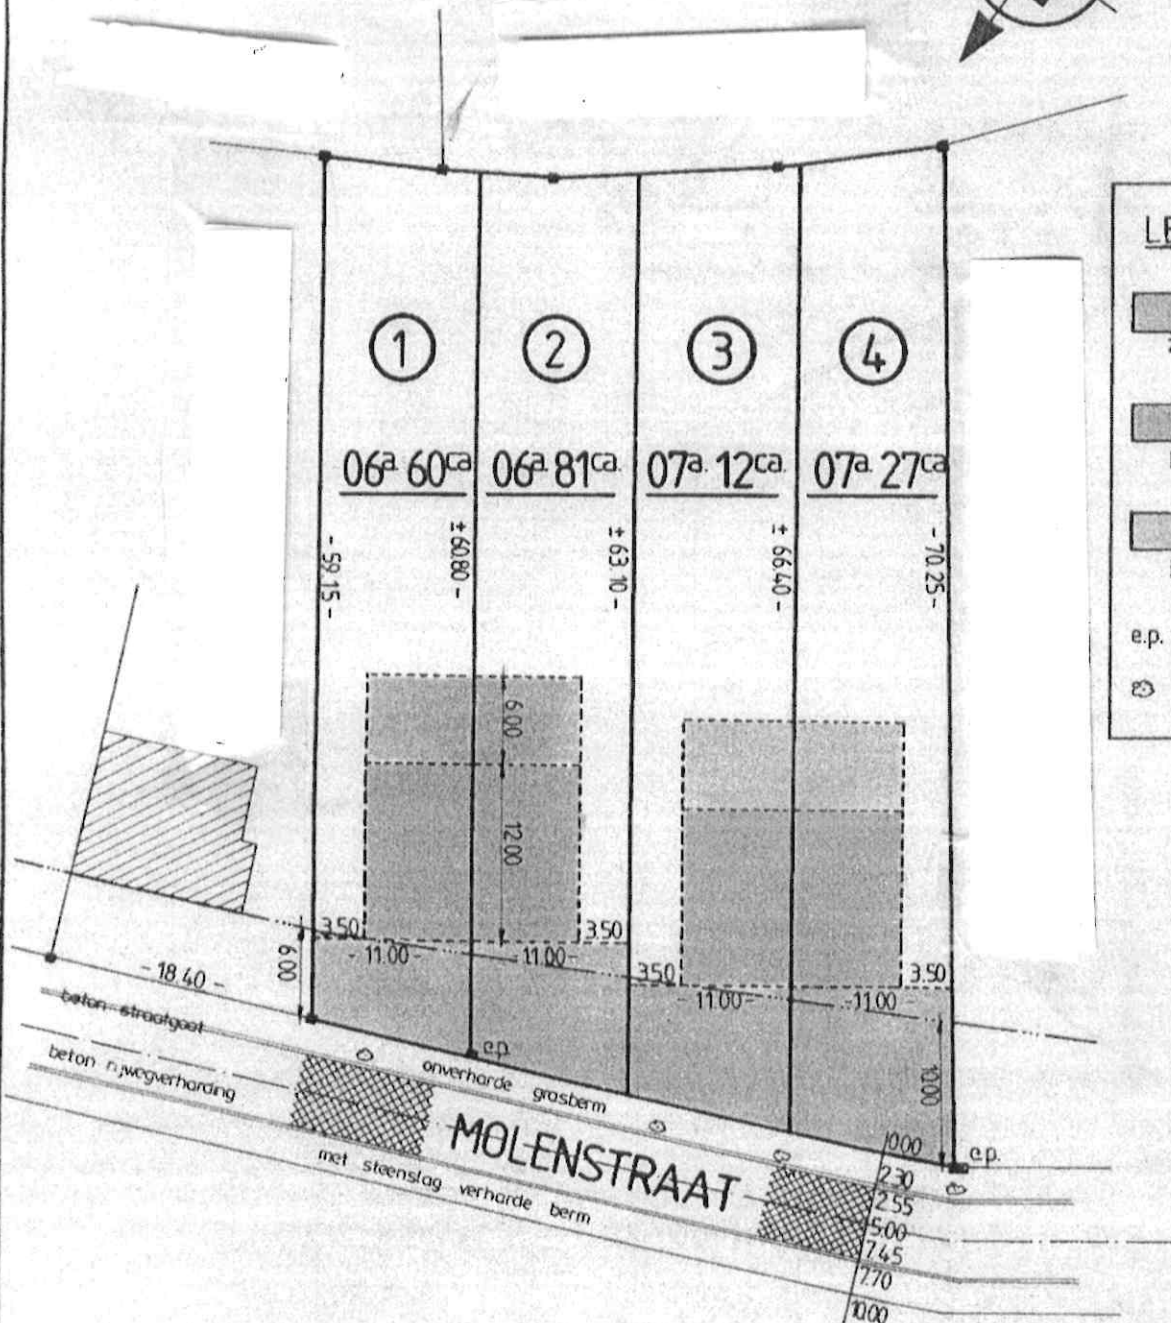 1
2
3
4
06a 60ca
06a. 81ca.
07a. 12ca.
07a. 27ca
- 59.15 -
± 60.80 -
± 63.10 -
± 66.40 -
- 70.25 -
e.p.
6.00
12.00
3.50
3.50
- 11.00 -
- 11.00 -
6.00
3.50
3.50
- 11.00 -
- 11.00 -
10.00
- 18.40 -
beton straatgoot
beton rijwegverharding
e.p.
onverharde grasberm
MOLENSTRAAT
met steenslag verharde berm
e.p.
0.00
2.30
2.55
5.00
7.45
7.70
10.00